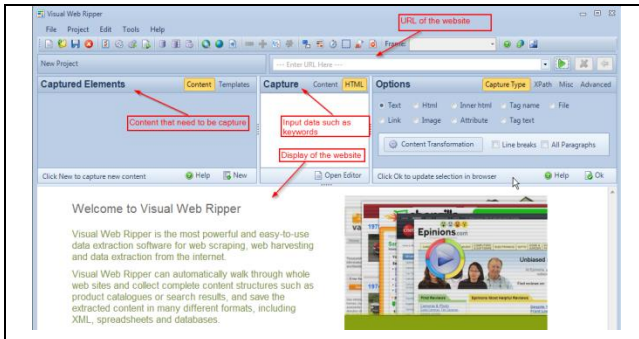 Visual Web Ripper
File Project Edit Tools Help
Frame:
URL of the website
New Project
--- Enter URL Here ---
Captured Elements Content Templates
Capture Content HTML
Options Capture Type XPath Misc Advanced
Content that need to be capture
Input data such as
keywords
Display of the website
Text Html Inner html Tag name File
Link Image Attribute Tag text
Content Transformation Line breaks All Paragraphs
Click New to capture new content Help New
Open Editor
Click Ok to update selection in browser Help Ok
Welcome to Visual Web Ripper
Visual Web Ripper is the most powerful and easy-to-use
data extraction software for web scraping, web harvesting
and data extraction from the internet.
Visual Web Ripper can automatically walk through whole
web sites and collect complete content structures such as
product catalogues or search results, and save the
extracted content in many different formats, including
XML, spreadsheets and databases.
Epinions.com
Unbiased